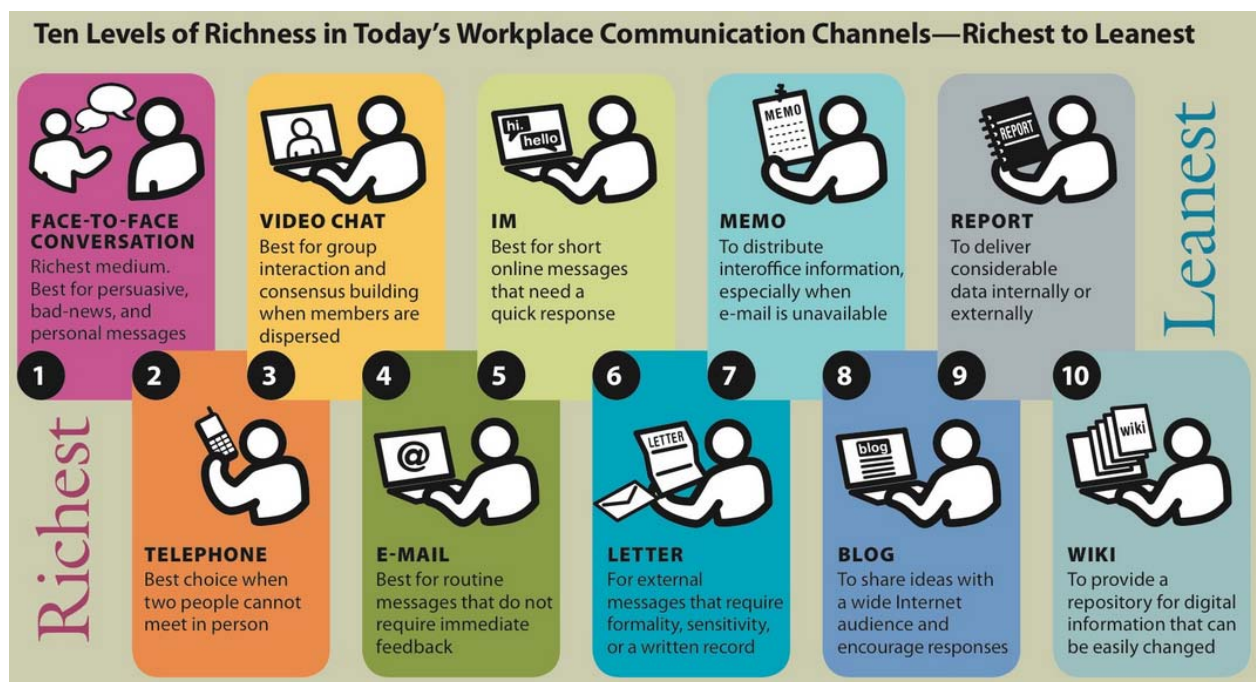 Ten Levels of Richness in Today's Workplace Communication Channels—Richest to Leanest
FACE-TO-FACE
CONVERSATION
Richest medium.
Best for persuasive,
bad-news, and
personal messages
1
TELEPHONE
Best choice when
two people cannot
meet in person
2
VIDEO CHAT
Best for group
interaction and
consensus building
when members are
dispersed
3
@
E-MAIL
Best for routine
messages that do not
require immediate
feedback
4
hi.
hello
IM
Best for short
online messages
that need a
quick response
5
LETTER
LETTER
For external
messages that require
formality, sensitivity,
or a written record
6
MEMO
MEMO
To distribute
interoffice information,
especially when
e-mail is unavailable
7
blog
BLOG
To share ideas with
a wide Internet
audience and
encourage responses
8
REPORT
REPORT
To deliver
considerable
data internally or
externally
9
wiki
WIKI
To provide a
repository for digital
information that can
be easily changed
10
Richest
Leanest